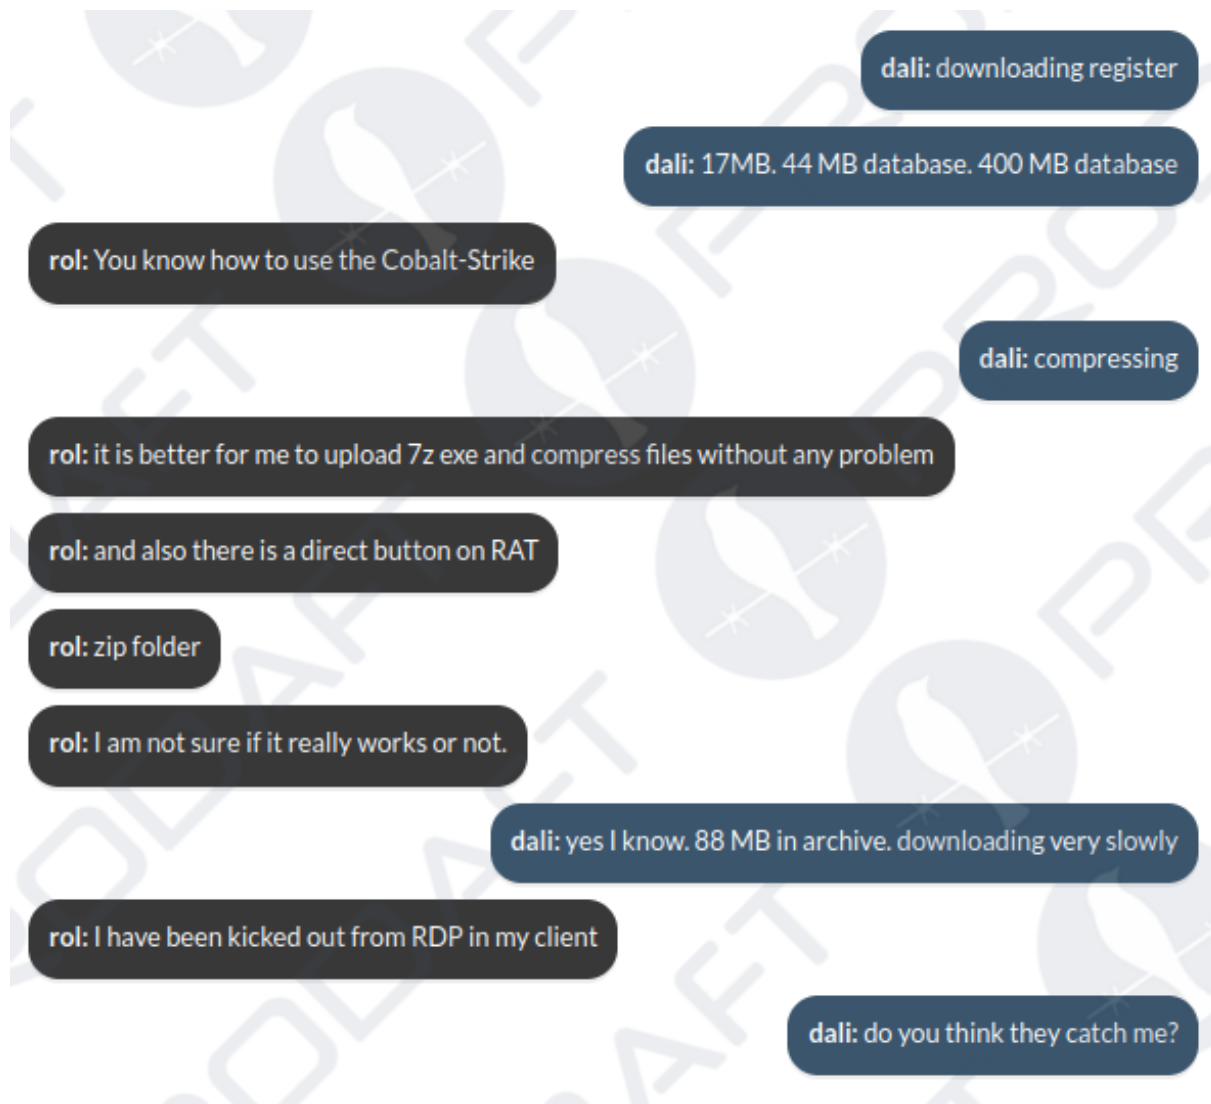 dali: downloading register
dali: 17MB. 44 MB database. 400 MB database
rol: You know how to use the Cobalt-Strike
dali: compressing
rol: it is better for me to upload 7z exe and compress files without any problem
rol: and also there is a direct button on RAT
rol: zip folder
rol: I am not sure if it really works or not.
dali: yes I know. 88 MB in archive. downloading very slowly
rol: I have been kicked out from RDP in my client
dali: do you think they catch me?